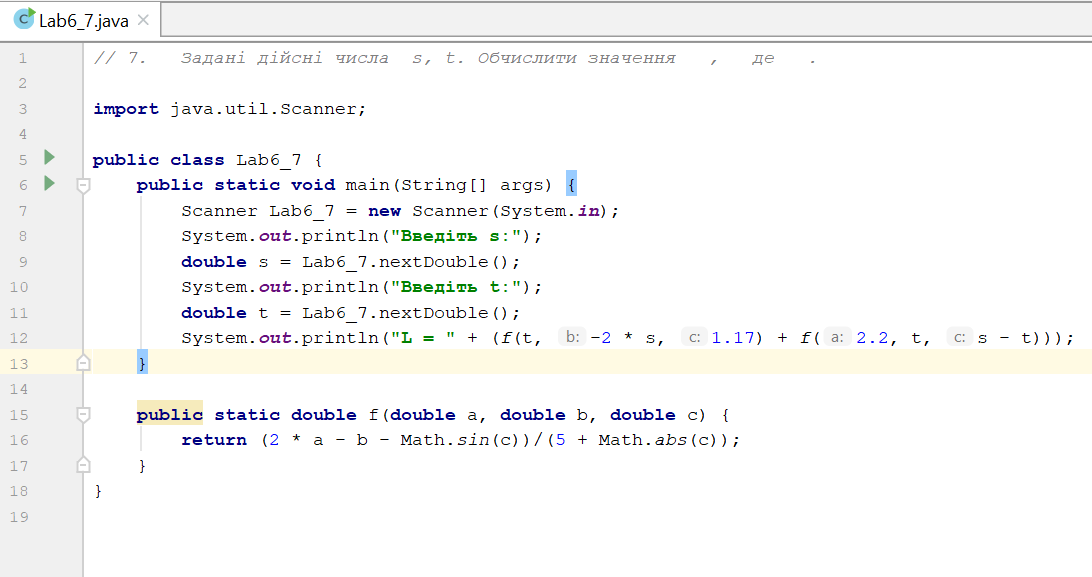 Lab6_7.java
1 // 7. Задані дійсні числа s, t. Обчислити значення , де .
2
3 import java.util.Scanner;
4
5 public class Lab6_7 {
6 public static void main(String[] args) {
7 Scanner Lab6_7 = new Scanner(System.in);
8 System.out.println("Введіть s:");
9 double s = Lab6_7.nextDouble();
10 System.out.println("Введіть t:");
11 double t = Lab6_7.nextDouble();
12 System.out.println("L = " + (f(t, b: -2 * s, c: 1.17) + f( a: 2.2, t, c: s - t)));
13 }
14
15 public static double f(double a, double b, double c) {
16 return (2 * a - b - Math.sin(c))/(5 + Math.abs(c));
17 }
18 }
19